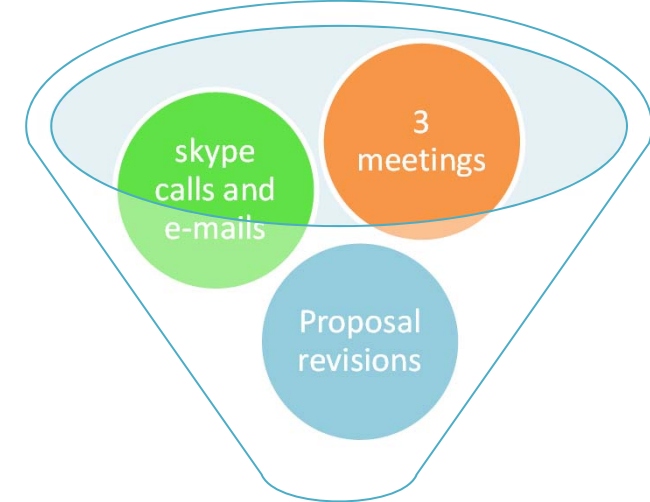 skype
calls and
e-mails
3
meetings
Proposal
revisions